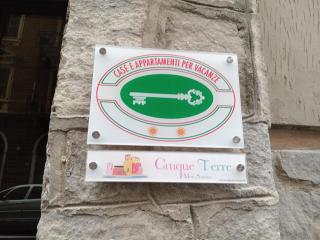 CASE E APPARTAMENTI PER VACANZE
Cinque Terre